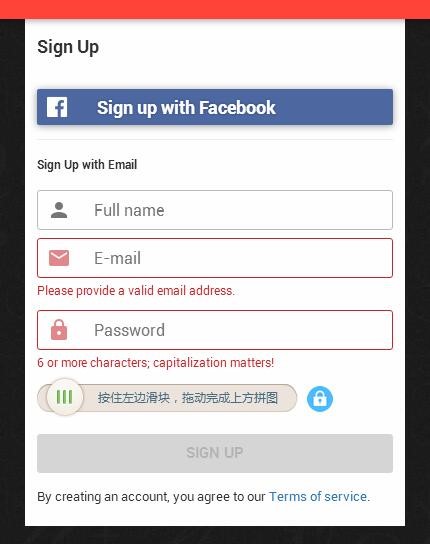 Sign Up
Sign up with Facebook
Sign Up with Email
Full name
E-mail
Please provide a valid email address.
Password
6 or more characters; capitalization matters!
按住左边滑块，拖动完成上方拼图
SIGN UP
By creating an account, you agree to our Terms of service.